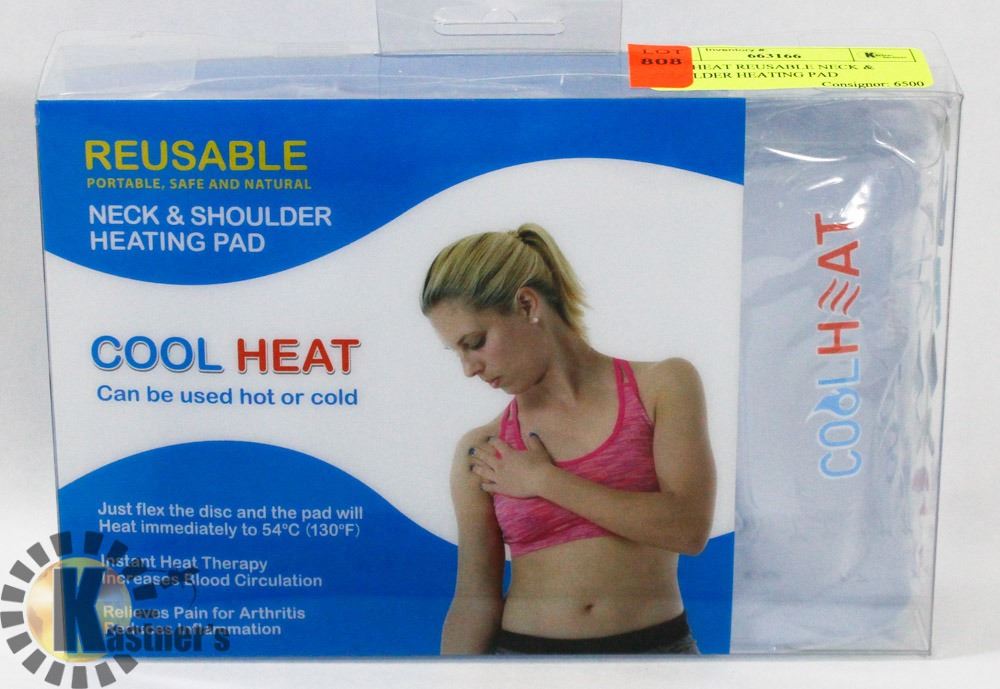 LOT
808
Inventory #
663166
HEAT REUSABLE NECK &
LDER HEATING PAD
Consignor: 6500
REUSABLE
PORTABLE, SAFE AND NATURAL
NECK & SHOULDER
HEATING PAD
COOL HEAT
Can be used hot or cold
COOLHEAT
Just flex the disc and the pad will
Heat immediately to 54°C (130°F)
Instant Heat Therapy
Increases Blood Circulation
Relieves Pain for Arthritis
Reduces Inflammation
Kastner's